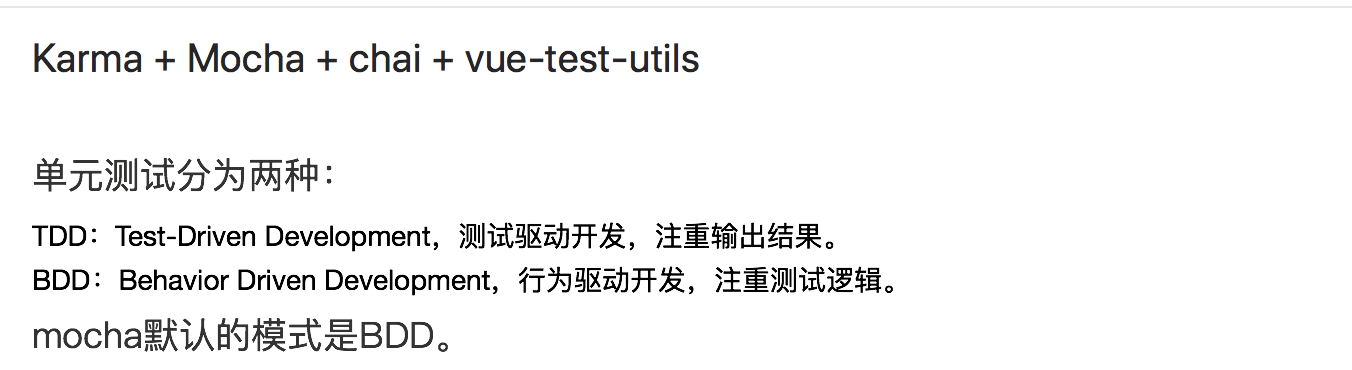 Karma + Mocha + chai + vue-test-utils
单元测试分为两种：
TDD：Test-Driven Development，测试驱动开发，注重输出结果。
BDD：Behavior Driven Development，行为驱动开发，注重测试逻辑。
mocha默认的模式是BDD。